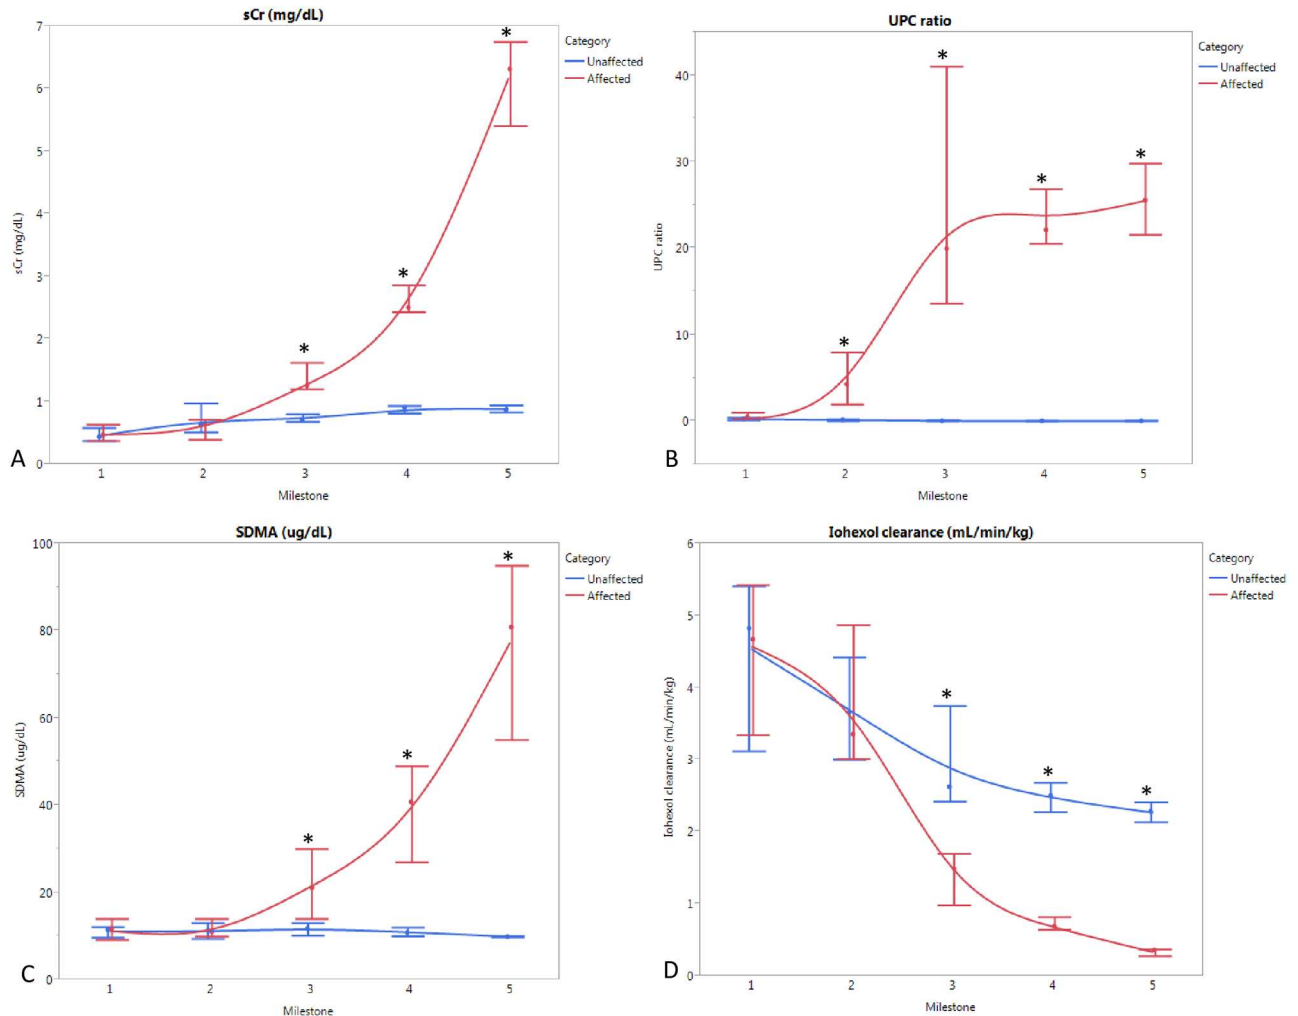 sCr (mg/dL)
7
6
5
4
3
2
1
0
sCr (mg/dL)
*
*
*
1 2 3 4 5
Milestone
Category
Unaffected
Affected
A
UPC ratio
40
30
20
10
0
UPC ratio
*
*
*
*
1 2 3 4 5
Milestone
Category
Unaffected
Affected
B
SDMA (ug/dL)
100
80
60
40
20
0
SDMA (ug/dL)
*
*
*
1 2 3 4 5
Milestone
Category
Unaffected
Affected
C
Iohexol clearance (mL/min/kg)
6
5
4
3
2
1
0
Iohexol clearance (mL/min/kg)
*
*
*
1 2 3 4 5
Milestone
Category
Unaffected
Affected
D